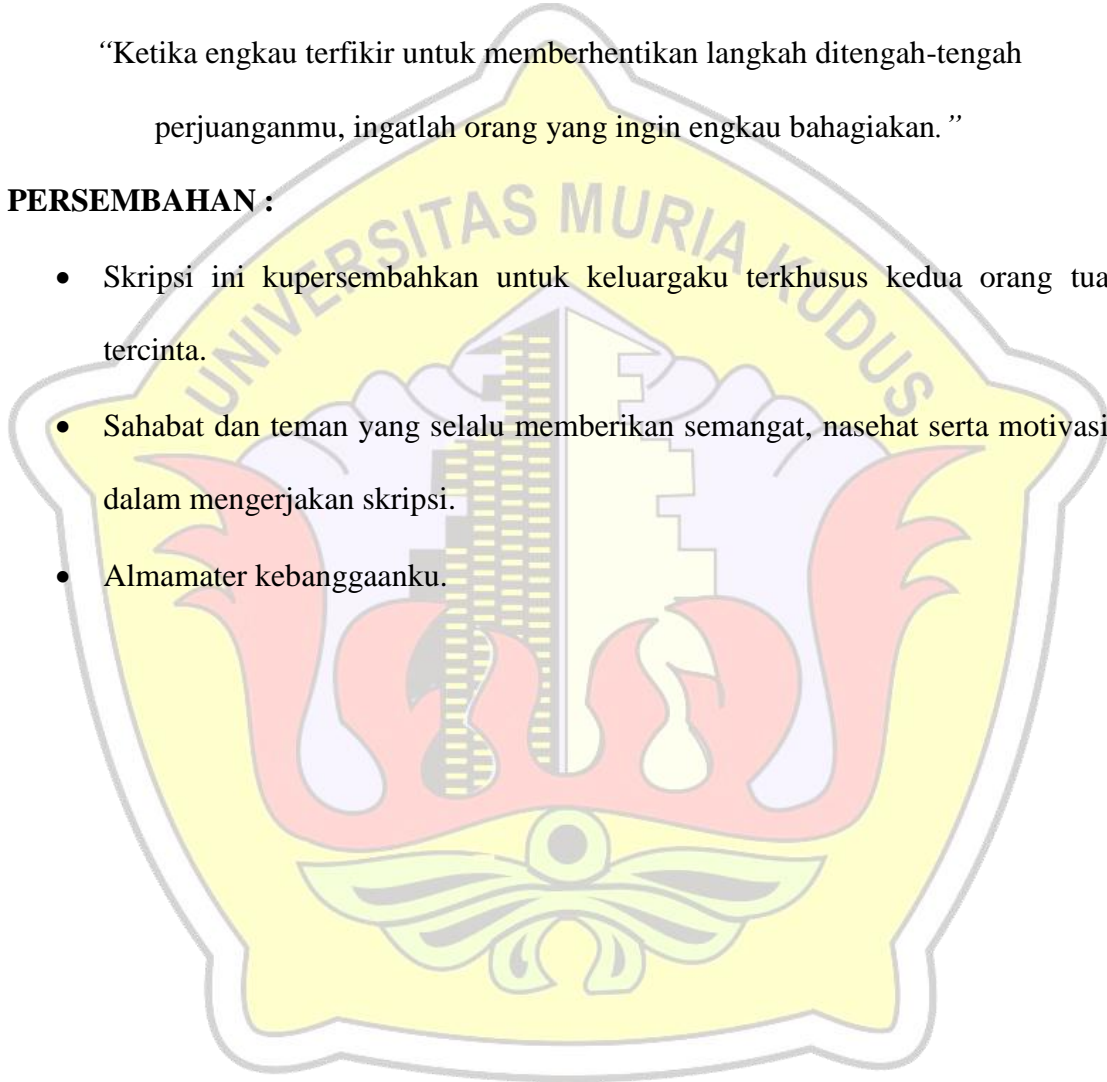 “Ketika engkau terfikir untuk memberhentikan langkah ditengah-tengah
perjuanganmu, ingatlah orang yang ingin engkau bahagiakan.”
PERSEMBAHAN :
UNIVERSITAS MURIA KUDUS
• Skripsi ini kupersembahkan untuk keluargaku terkhusus kedua orang tua
tercinta.
• Sahabat dan teman yang selalu memberikan semangat, nasehat serta motivasi
dalam mengerjakan skripsi.
• Almamater kebanggaanku.